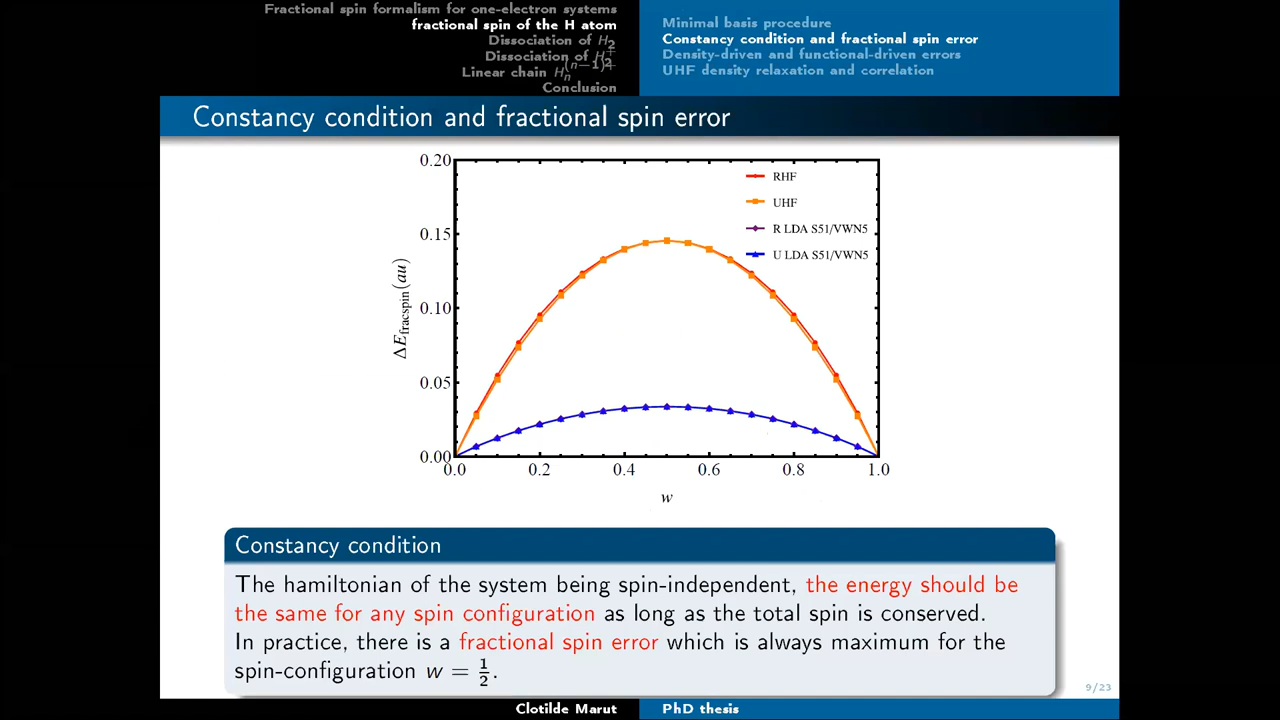 Fractional spin formalism for one-electron systems
fractional spin of the H atom
Dissociation of H₂
Dissociation of H₂⁺
Linear chain Hₙ⁽ⁿ⁻¹⁾⁺
Conclusion
Minimal basis procedure
Constancy condition and fractional spin error
Density-driven and functional-driven errors
UHF density relaxation and correlation
Constancy condition and fractional spin error
0.20
0.15
0.10
0.05
0.00
ΔE_fracspin(au)
RHF
UHF
R LDA S51/VWN5
U LDA S51/VWN5
0.0 0.2 0.4 0.6 0.8 1.0
w
Constancy condition
The hamiltonian of the system being spin-independent, the energy should be
the same for any spin configuration as long as the total spin is conserved.
In practice, there is a fractional spin error which is always maximum for the
spin-configuration w = 1/2.
9/23
Clotilde Marut PhD thesis